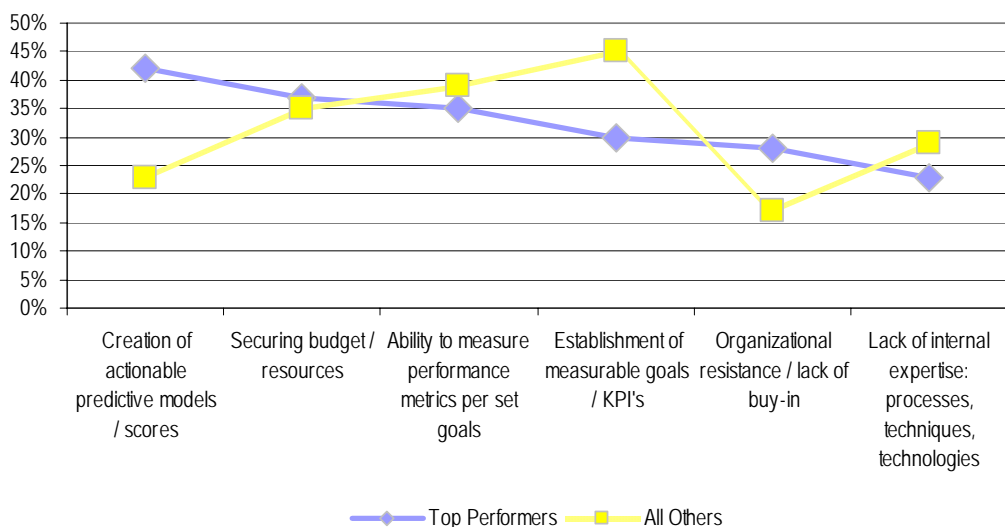 50%
45%
40%
35%
30%
25%
20%
15%
10%
5%
0%
Creation of
actionable
predictive models
/ scores
Securing budget /
resources
Ability to measure
performance
metrics per set
goals
Establishment of
measurable goals
/ KPI's
Organizational
resistance / lack of
buy-in
Lack of internal
expertise:
processes,
techniques,
technologies
Top Performers
All Others